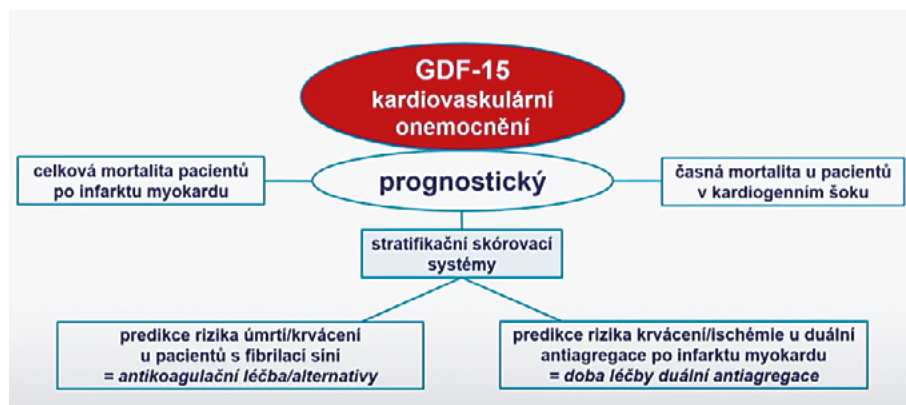 GDF-15
kardiovaskulární
onemocnění
celková mortalita pacientů
po infarktu myokardu
prognostický
časná mortalita u pacientů
v kardiogenním šoku
stratifikační skórovací
systémy
predikce rizika úmrtí/krvácení
u pacientů s fibrilací síní
= antikoagulační léčba/alternativy
predikce rizika krvácení/ischémie u duální
antiagregace po infarktu myokardu
= doba léčby duální antiagregace